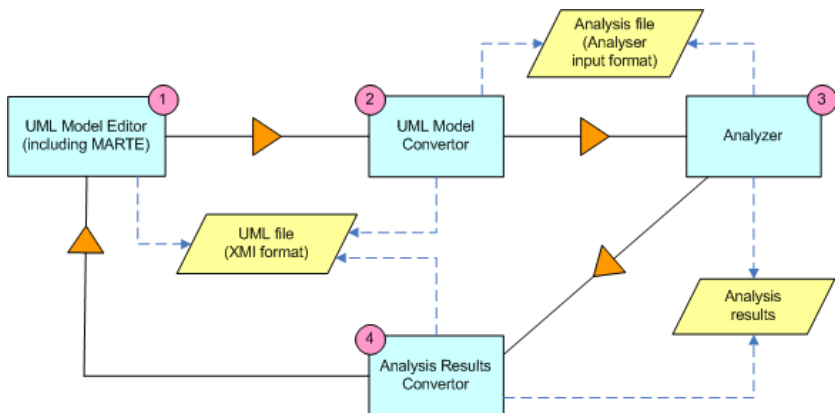 Analysis file
(Analyser
input format)
1
2
3
UML Model Editor
(including MARTE)
UML Model
Convertor
Analyzer
UML file
(XMI format)
Analysis
results
4
Analysis Results
Convertor